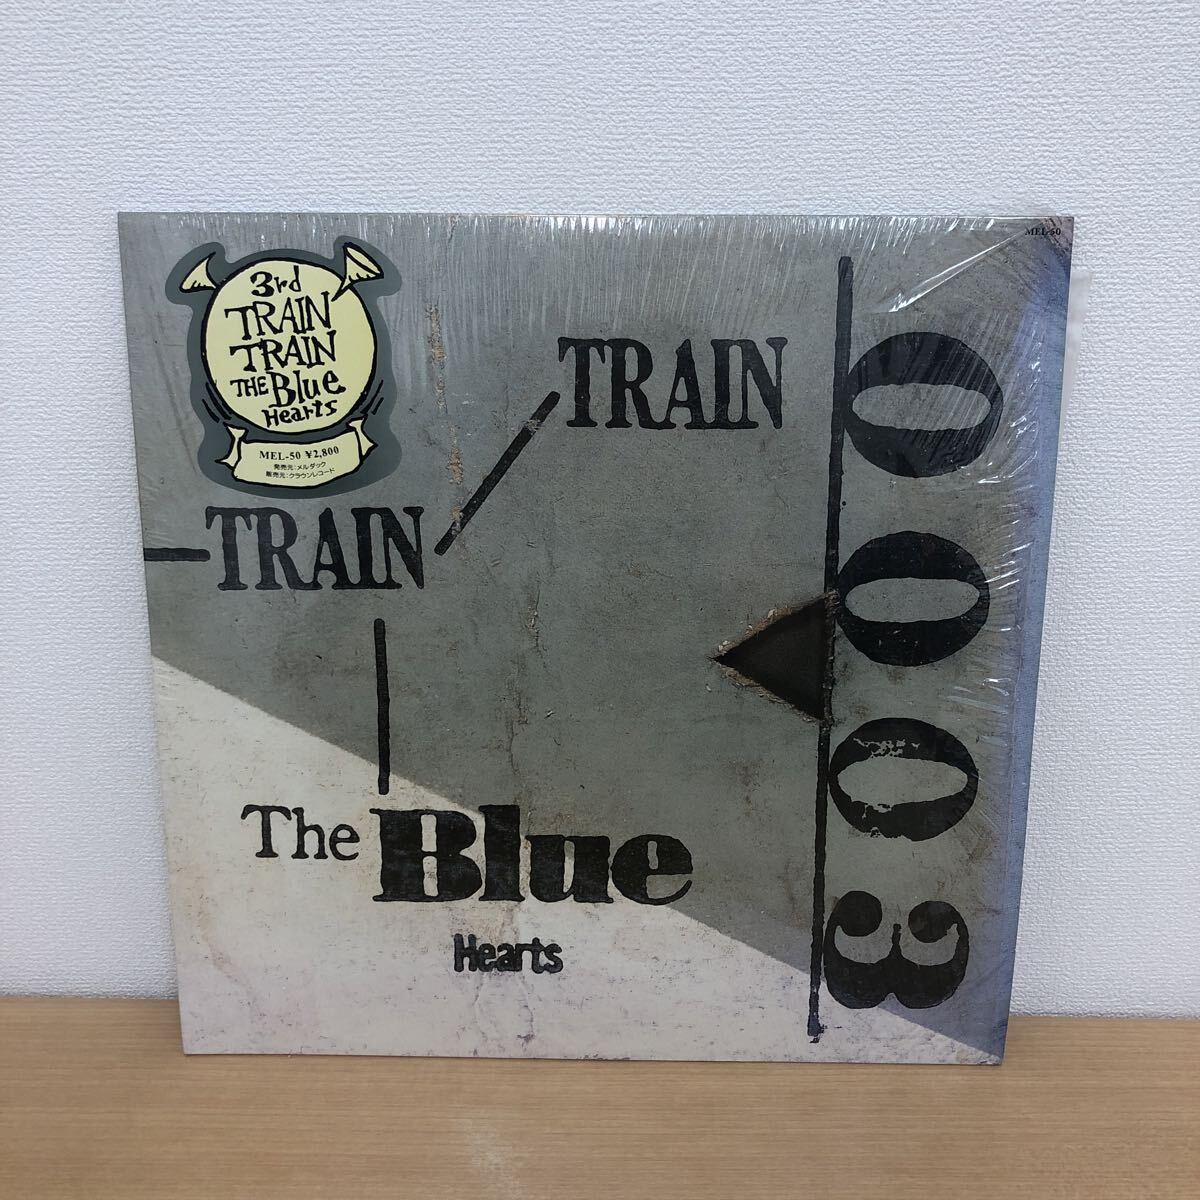 3rd
TRAIN
TRAIN
THE Blue
Hearts
MEL-50 ¥2,800
発売元:メルダック
販売元:クラウンレコード
MEL-50
TRAIN
TRAIN
The Blue
Hearts
3000